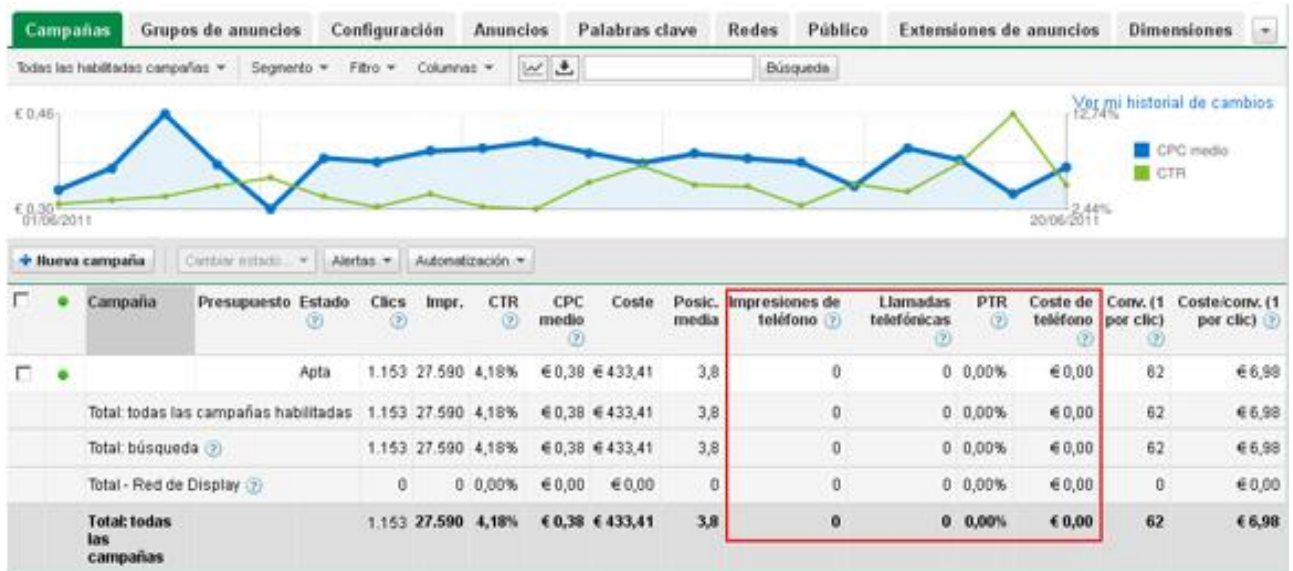 Campañas Grupos de anuncios Configuración Anuncios Palabras clave Redes Público Extensiones de anuncios Dimensiones
Todas las habilitadas campañas Segmento Filtro Columnas Búsqueda
Ver mi historial de cambios
€ 0,46 12,74%
CPC medio
CTR
€ 0,30 2,44%
01/06/2011 20/06/2011
+ Nueva campaña Cambiar estado... Alertas Automatización
Campaña Presupuesto Estado Clics Impr. CTR CPC Coste Posic. Impresiones de Llamadas PTR Coste de Conv. (1 Coste/conv. (1
? ? ? medio media teléfono ? telefónicas ? teléfono por clic) por clic) ?
? ? ? ?
Apta 1.153 27.590 4,18% € 0,38 € 433,41 3,8 0 0 0,00% € 0,00 62 € 6,98
Total: todas las campañas habilitadas 1.153 27.590 4,18% € 0,38 € 433,41 3,8 0 0 0,00% € 0,00 62 € 6,98
Total: búsqueda ? 1.153 27.590 4,18% € 0,38 € 433,41 3,8 0 0 0,00% € 0,00 62 € 6,98
Total - Red de Display ? 0 0 0,00% € 0,00 € 0,00 0 0 0 0,00% € 0,00 0 € 0,00
Total: todas 1.153 27.590 4,18% € 0,38 € 433,41 3,8 0 0 0,00% € 0,00 62 € 6,98
las
campañas